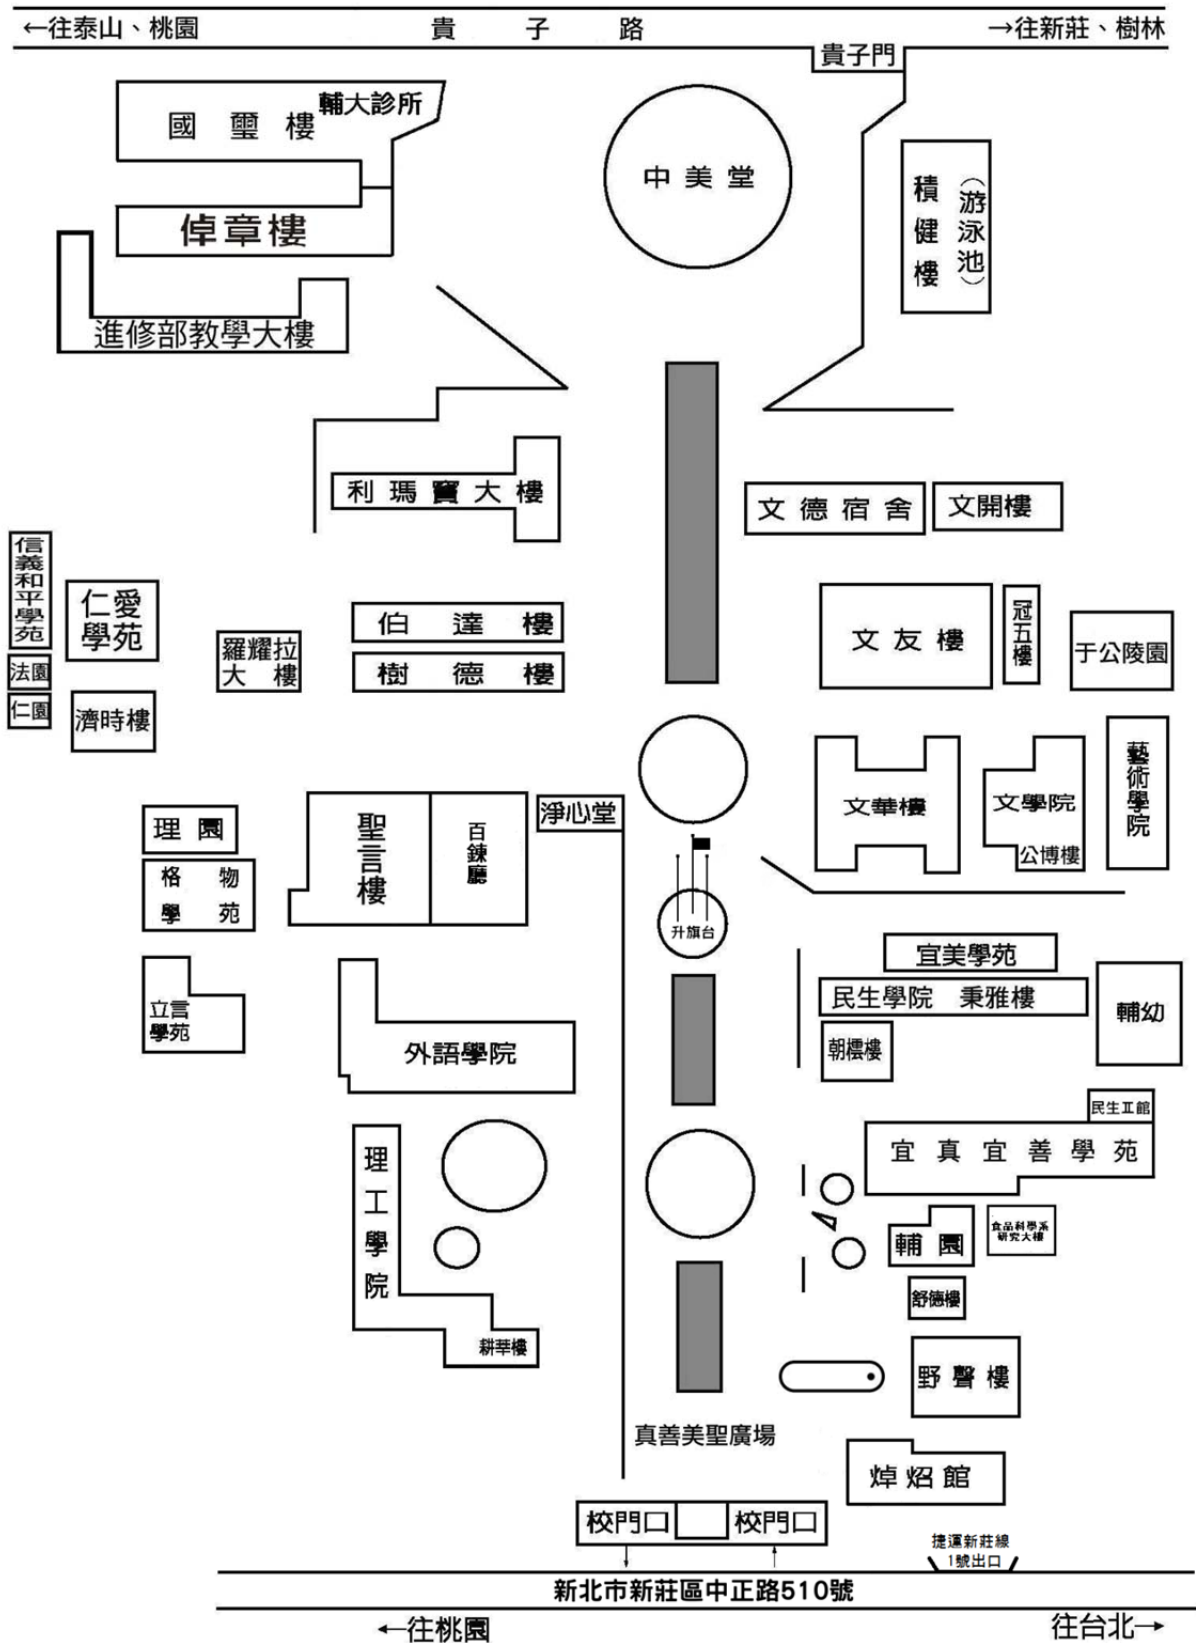 ←往泰山、桃園
貴子路
→往新莊、樹林
貴子門
輔大診所
國璽樓
中美堂
積健樓
（游泳池）
倬章樓
進修部教學大樓
利瑪竇大樓
文德宿舍
文開樓
信義和平學苑
仁愛
學苑
伯達樓
文友樓
冠五樓
于公陵園
羅耀拉
大樓
樹德樓
法園
仁園
濟時樓
藝術學院
文華樓
文學院
公博樓
淨心堂
理園
聖言樓
百鍊廳
格物
學苑
升旗台
宜美學苑
民生學院 秉雅樓
輔幼
立言
學苑
外語學院
朝橒樓
民生Ⅱ館
宜真宜善學苑
理工學院
輔園
食品科學系
研究大樓
舒德樓
耕莘樓
野聲樓
真善美聖廣場
焯炤館
校門口
校門口
捷運新莊線
1號出口
新北市新莊區中正路510號
←往桃園
往台北→